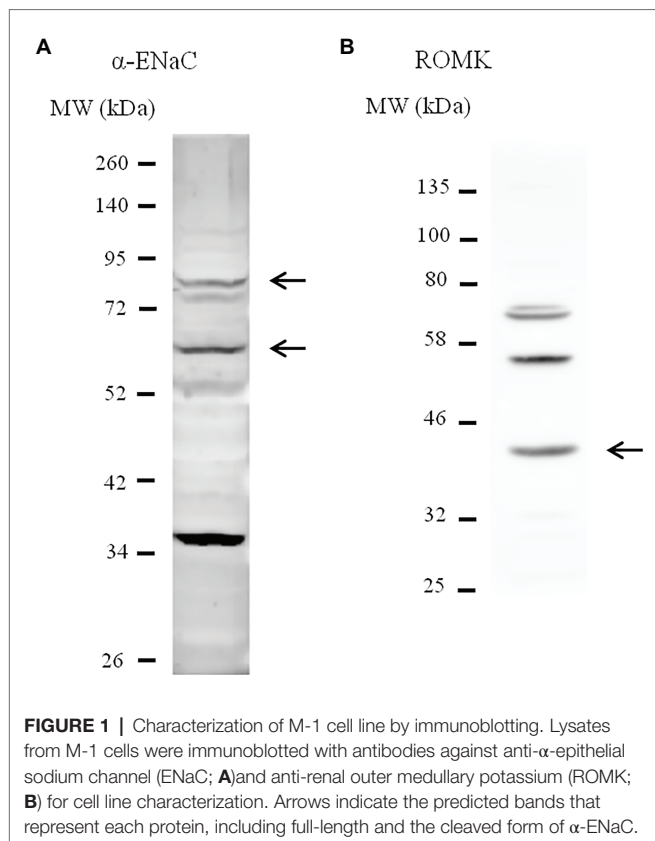 A
α-ENaC
MW (kDa)
260
140
95
72
52
42
34
26
B
ROMK
MW (kDa)
135
100
80
58
46
32
25
FIGURE 1 | Characterization of M-1 cell line by immunoblotting. Lysates
from M-1 cells were immunoblotted with antibodies against anti-α-epithelial
sodium channel (ENaC; A)and anti-renal outer medullary potassium (ROMK;
B) for cell line characterization. Arrows indicate the predicted bands that
represent each protein, including full-length and the cleaved form of α-ENaC.